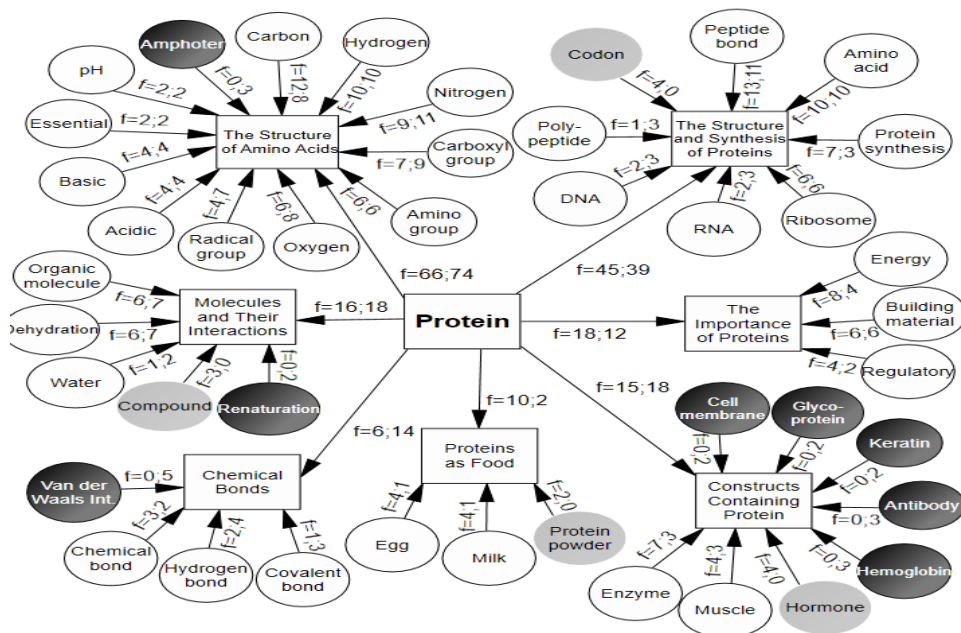 Amphoter
f=0;3
Carbon
f=12;8
Hydrogen
f=10;10
pH
f=2;2
Nitrogen
f=9;11
Essential
f=2;2
The Structure
of Amino Acids
Carboxyl
group
f=7;9
Basic
f=4;4
Acidic
f=4;4
Radical
group
f=4;7
Oxygen
f=6;8
Amino
group
f=6;6
f=66;74
Codon
f=4;0
Peptide
bond
f=13;11
Amino
acid
f=10;10
Poly-
peptide
f=1;3
The Structure
and Synthesis
of Proteins
Protein
synthesis
f=7;3
DNA
f=2;3
RNA
f=2;3
Ribosome
f=6;6
f=45;39
Organic
molecule
f=6;7
Molecules
and Their
Interactions
f=16;18
Dehydration
f=6;7
Water
f=1;2
Compound
f=3;0
Renaturation
f=0;2
Protein
f=18;12
The
Importance
of Proteins
Energy
f=8;4
Building
material
f=6;6
Regulatory
f=4;2
f=6;14
Chemical
Bonds
Van der
Waals Int.
f=0;5
Chemical
bond
f=3;2
Hydrogen
bond
f=2;4
Covalent
bond
f=1;3
f=10;2
Proteins
as Food
Egg
f=4;1
Milk
f=4;1
Protein
powder
f=2;0
f=15;18
Constructs
Containing
Protein
Cell
membrane
f=0;2
Glyco-
protein
f=0;2
Keratin
f=0;2
Antibody
f=0;3
Hemoglobin
f=0;3
Enzyme
f=7;3
Muscle
f=4;3
Hormone
f=4;0